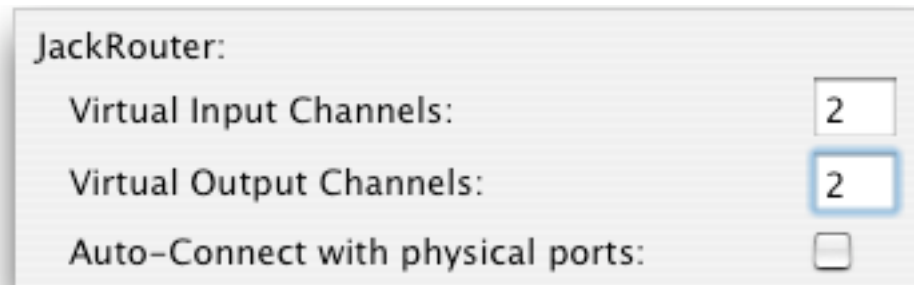 JackRouter:
Virtual Input Channels: 2
Virtual Output Channels: 2
Auto-Connect with physical ports: